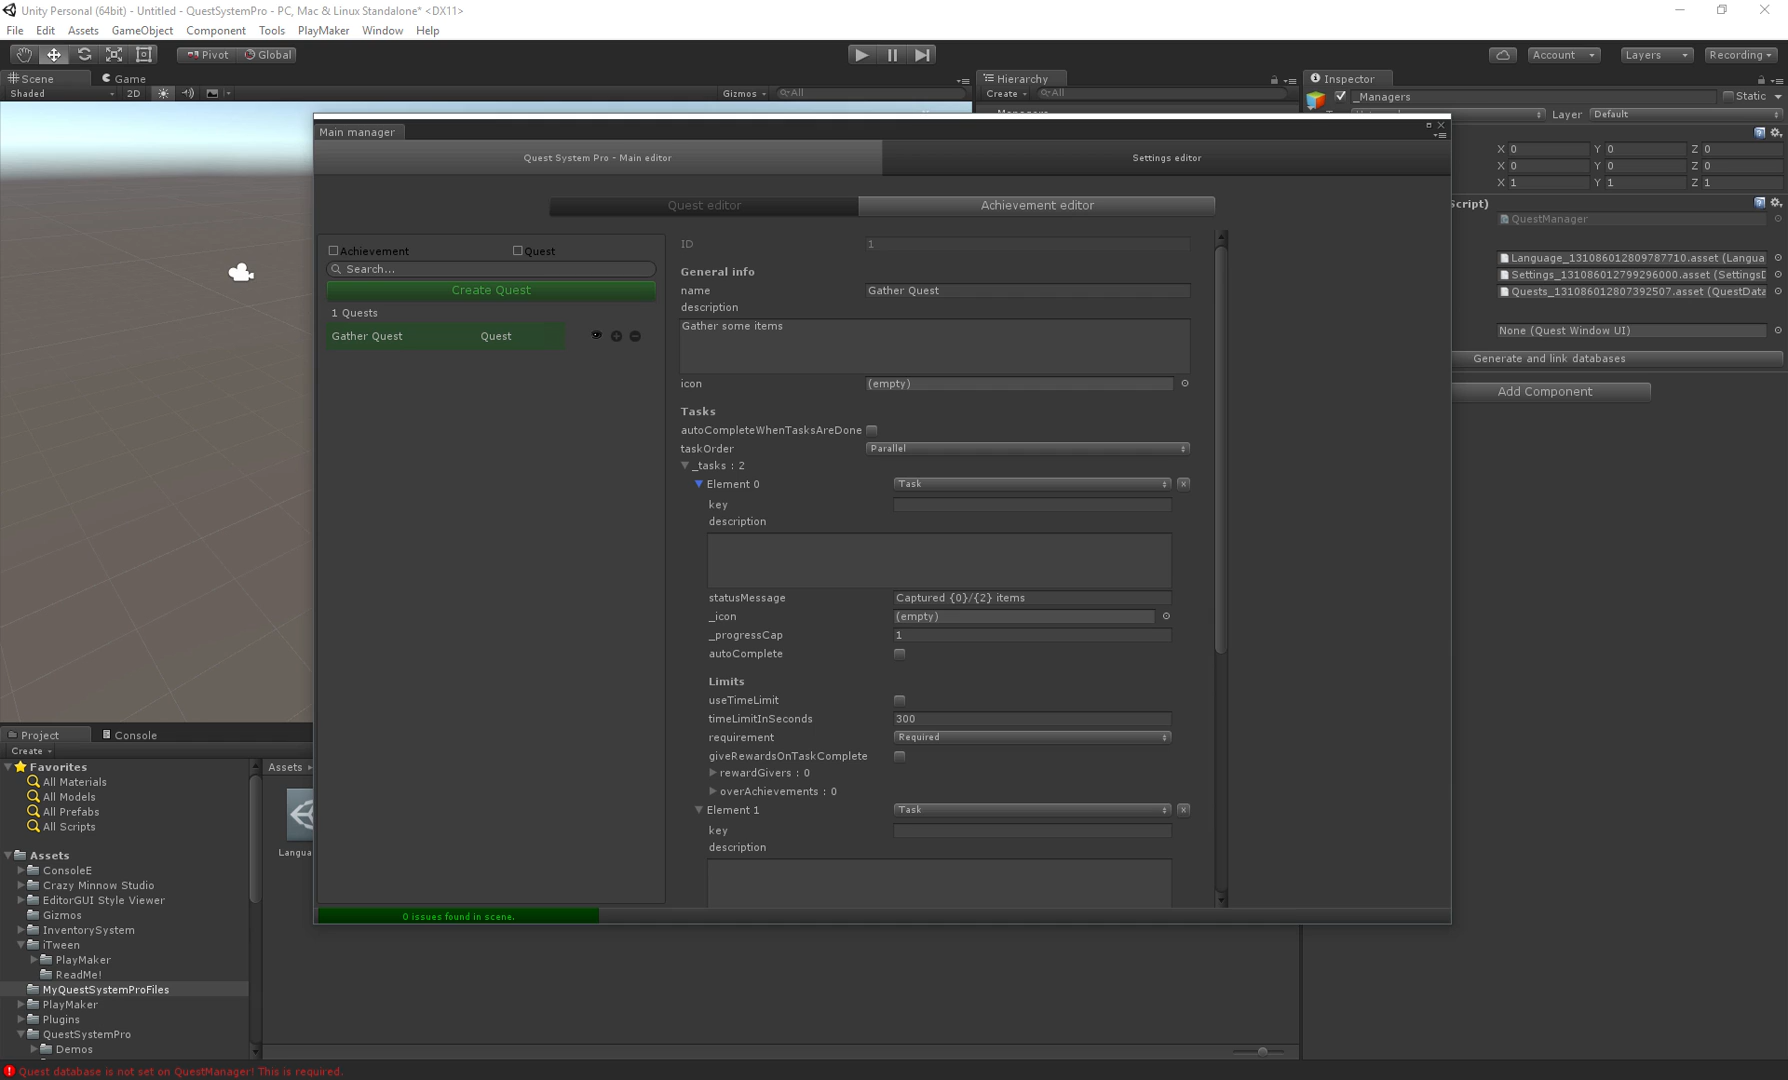 Unity Personal (64bit) - Untitled - QuestSystemPro - PC, Mac & Linux Standalone* <DX11>
File Edit Assets GameObject Component Tools PlayMaker Window Help
Pivot Global Account Layers Recording
Scene Game Hierarchy Inspector
Shaded 2D Gizmos All Create All
_Managers Static
Layer Default
Main manager
Quest System Pro - Main editor Settings editor
X 0 Y 0 Z 0
X 0 Y 0 Z 0
X 1 Y 1 Z 1
Quest editor Achievement editor
Script)
QuestManager
Achievement Quest
Search...
Create Quest
1 Quests
Gather Quest Quest
ID 1
General info
name Gather Quest
description
Gather some items
icon (empty)
Tasks
autoCompleteWhenTasksAreDone
taskOrder Parallel
_tasks : 2
Element 0 Task
key
description
statusMessage Captured {0}/{2} items
_icon (empty)
_progressCap 1
autoComplete
Limits
useTimeLimit
timeLimitInSeconds 300
requirement Required
giveRewardsOnTaskComplete
rewardGivers : 0
overAchievements : 0
Element 1 Task
key
description
0 issues found in scene.
Language_131086012809787710.asset (Langua
Settings_131086012799296000.asset (SettingsD
Quests_131086012807392507.asset (QuestData
None (Quest Window UI)
Generate and link databases
Add Component
Project Console
Create
Favorites
All Materials
All Models
All Prefabs
All Scripts
Assets
ConsoleE
Crazy Minnow Studio
EditorGUI Style Viewer
Gizmos
InventorySystem
iTween
PlayMaker
ReadMe!
MyQuestSystemProFiles
PlayMaker
Plugins
QuestSystemPro
Demos
Assets
Langua
Quest database is not set on QuestManager! This is required.